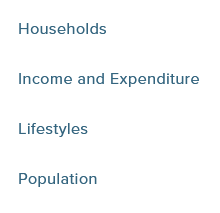 Households
Income and Expenditure
Lifestyles
Population